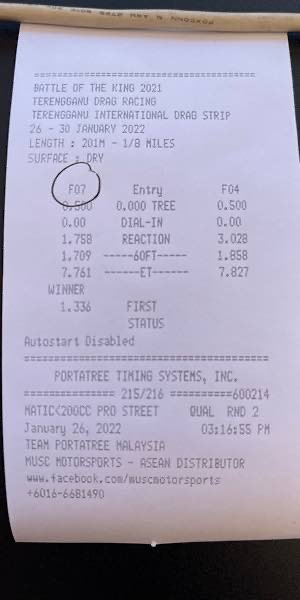 ==========================================
BATTLE OF THE KING 2021
TERENGGANU DRAG RACING
TERENGGANU INTERNATIONAL DRAG STRIP
26 - 30 JANUARY 2022
LENGTH : 201M - 1/8 MILES
SURFACE : DRY
F07 Entry F04
0.500 0.000 TREE 0.500
0.00 DIAL-IN 0.00
1.758 REACTION 3.028
1.709 -----60FT----- 1.858
7.761 ------ET------ 7.827
WINNER
1.336 FIRST
STATUS
Autostart Disabled
==========================================
PORTATREE TIMING SYSTEMS, INC.
=============== 215/216 ==========600214
MATIC<200CC PRO STREET QUAL RND 2
January 26, 2022 03:16:55 PM
TEAM PORTATREE MALAYSIA
MUSC MOTORSPORTS - ASEAN DISTRIBUTOR
www.facebook.com/muscmotorsports
+6016-6681490